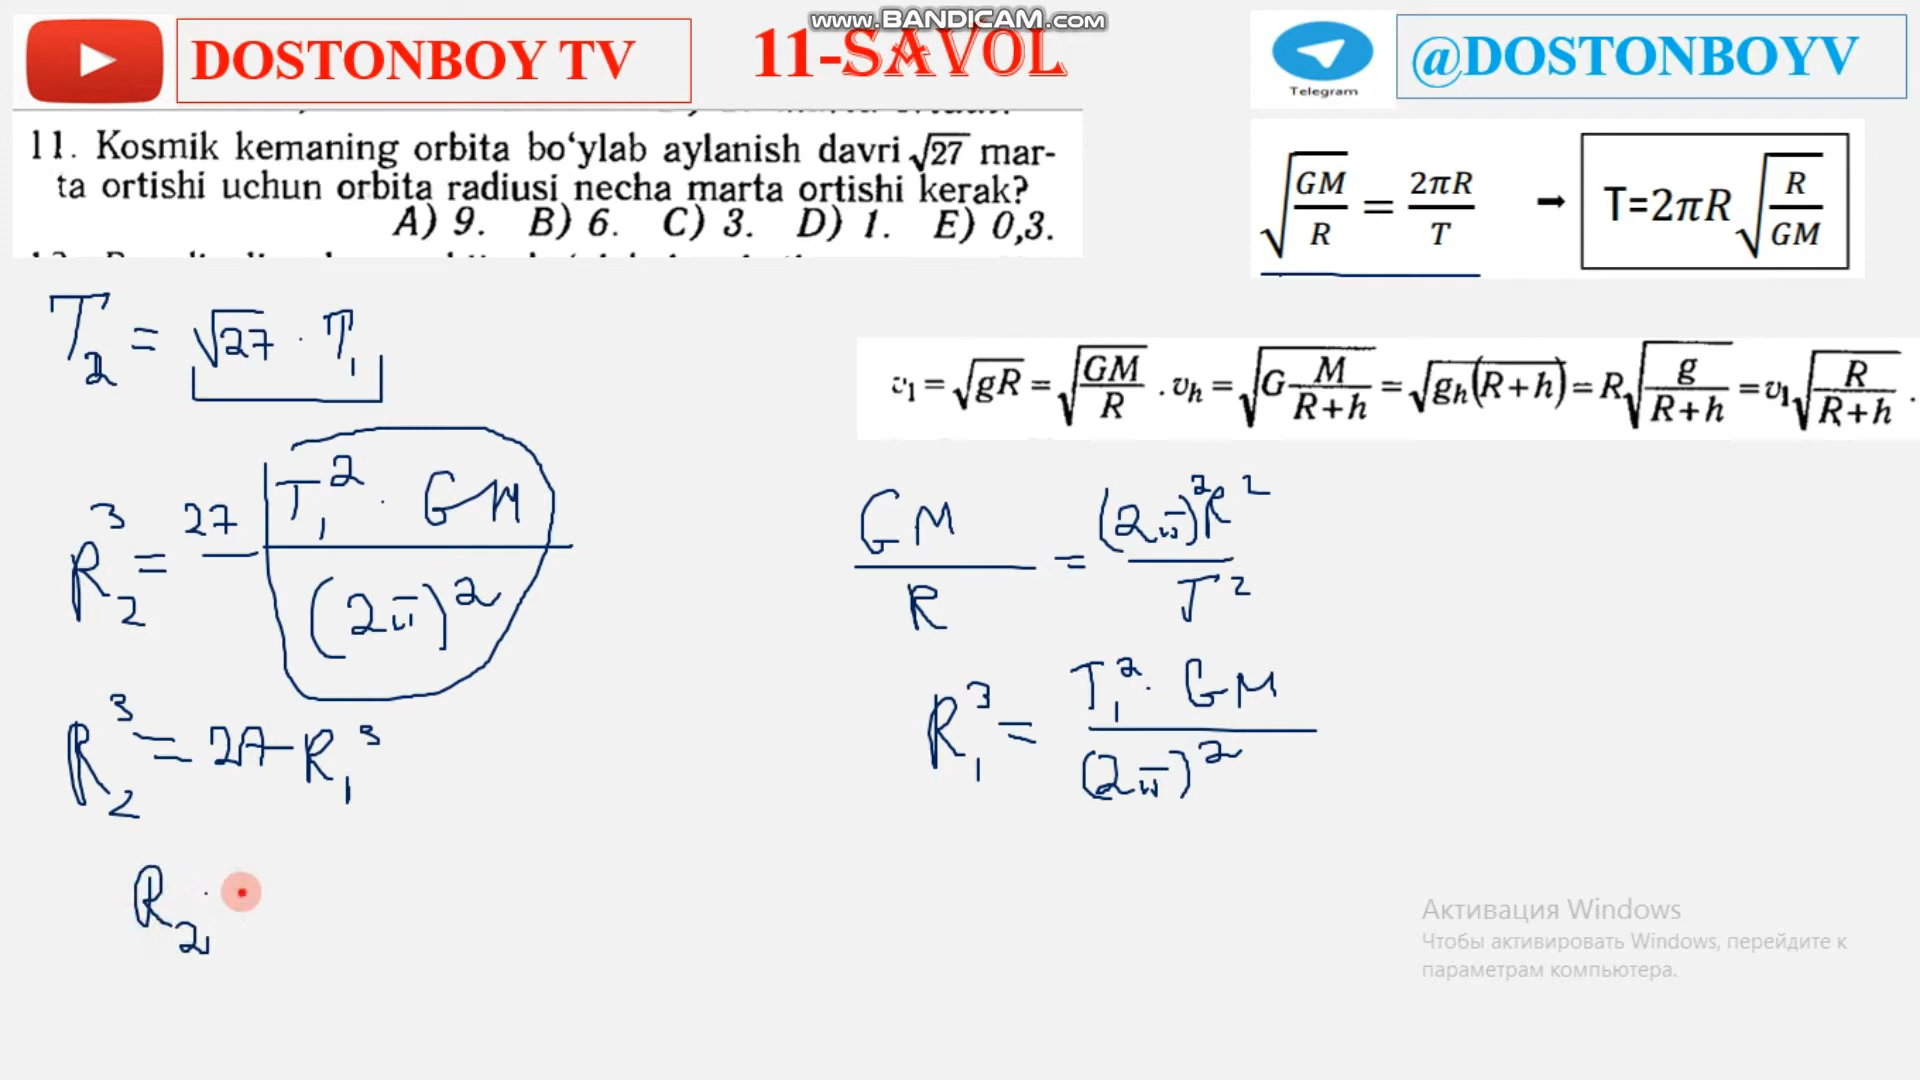 www.BANDICAM.com
DOSTONBOY TV
11-SAVOL
Telegram
@DOSTONBOYV
11. Kosmik kemaning orbita bo‘ylab aylanish davri √27 mar-
ta ortishi uchun orbita radiusi necha marta ortishi kerak?
A) 9. B) 6. C) 3. D) 1. E) 0,3.
√(GM/R) = 2πR/T → T=2πR√(R/GM)
υ₁ = √(gR) = √(GM/R) . υₕ = √(G M/(R+h)) = √(gₕ(R+h)) = R√(g/(R+h)) = υ₁√(R/(R+h)) .
T₂ = √27 · T₁
R₂³ = 27 T₁² · GM / (2π)²
GM/R = (2π)²R²/T²
R₁³ = T₁² · GM / (2π)²
R₂³ = 27 R₁³
R₂
Активация Windows
Чтобы активировать Windows, перейдите к
параметрам компьютера.